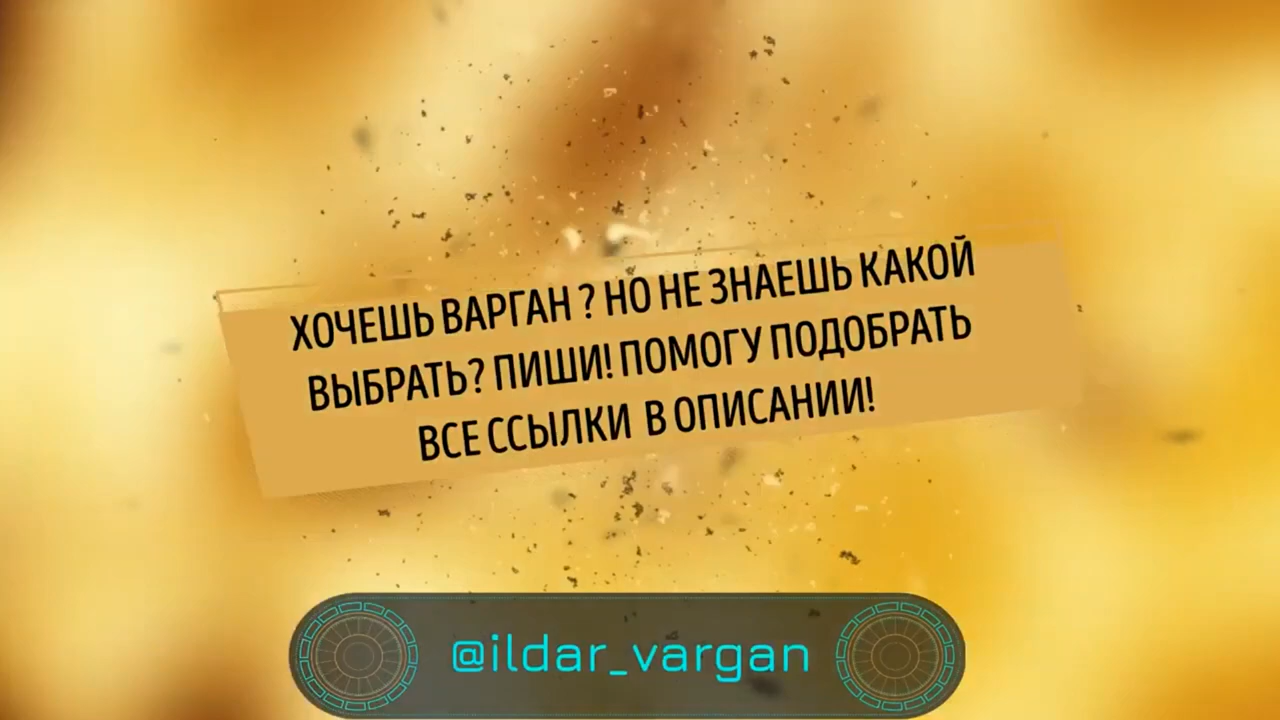 ХОЧЕШЬ ВАРГАН ? НО НЕ ЗНАЕШЬ КАКОЙ
ВЫБРАТЬ? ПИШИ! ПОМОГУ ПОДОБРАТЬ
ВСЕ ССЫЛКИ В ОПИСАНИИ!
@ildar_vargan